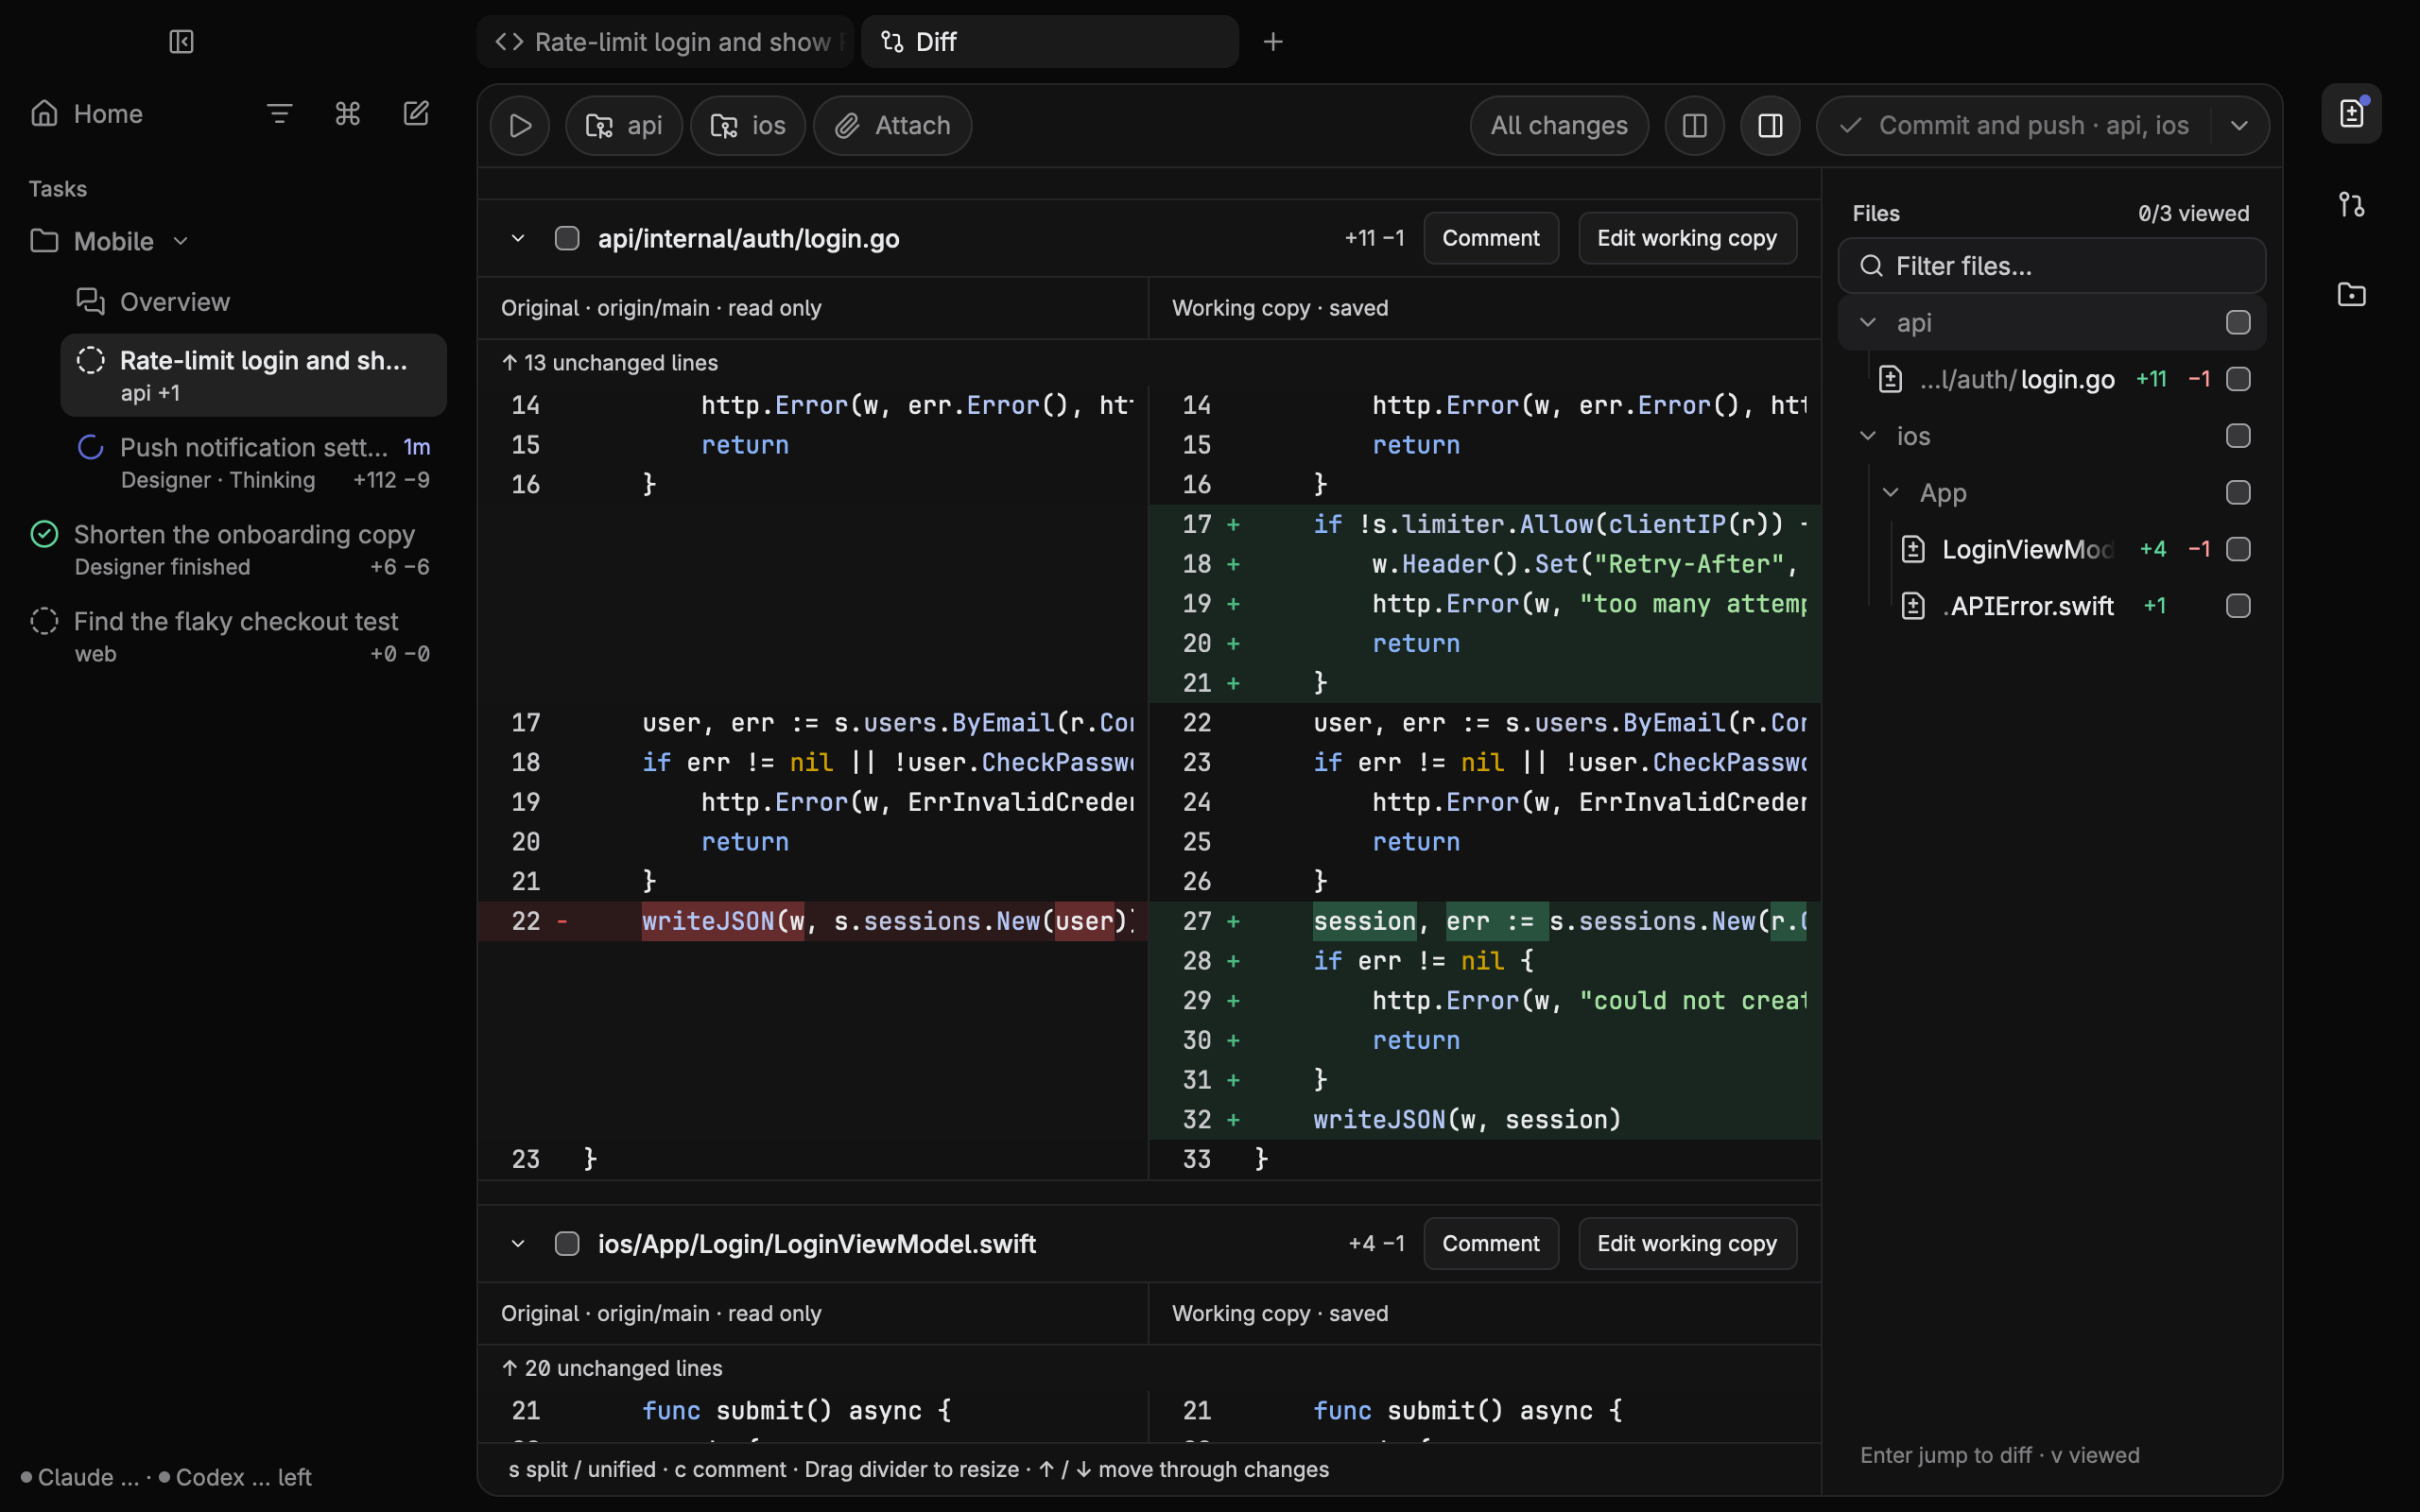 Rate-limit login and show
Diff
Home
api
ios
Attach
All changes
Commit and push · api, ios
Tasks
Mobile
Overview
Rate-limit login and sh...
api +1
Push notification sett... 1m
Designer · Thinking +112 −9
Shorten the onboarding copy
Designer finished +6 −6
Find the flaky checkout test
web +0 −0
Claude ... · Codex ... left
api/internal/auth/login.go +11 −1 Comment Edit working copy
Original · origin/main · read only
Working copy · saved
↑ 13 unchanged lines
14 http.Error(w, err.Error(), ht
15 return
16 }
17 user, err := s.users.ByEmail(r.Con
18 if err != nil || !user.CheckPassw
19 http.Error(w, ErrInvalidCreden
20 return
21 }
22 - writeJSON(w, s.sessions.New(user))
23 }
14 http.Error(w, err.Error(), htt
15 return
16 }
17 + if !s.limiter.Allow(clientIP(r))
18 + w.Header().Set("Retry-After",
19 + http.Error(w, "too many attemp
20 + return
21 + }
22 user, err := s.users.ByEmail(r.Con
23 if err != nil || !user.CheckPassw
24 http.Error(w, ErrInvalidCreden
25 return
26 }
27 + session, err := s.sessions.New(r.
28 + if err != nil {
29 + http.Error(w, "could not creat
30 + return
31 + }
32 + writeJSON(w, session)
33 }
ios/App/Login/LoginViewModel.swift +4 −1 Comment Edit working copy
Original · origin/main · read only
Working copy · saved
↑ 20 unchanged lines
21 func submit() async {
21 func submit() async {
s split / unified · c comment · Drag divider to resize · ↑ / ↓ move through changes
Files 0/3 viewed
Filter files...
api
...l/auth/login.go +11 −1
ios
App
LoginViewMod +4 −1
.APIError.swift +1
Enter jump to diff · v viewed